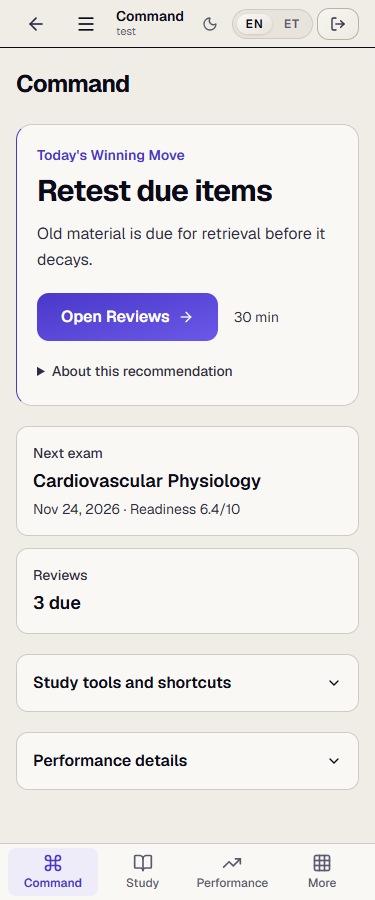 Command
test
EN
ET
Command
Today's Winning Move
Retest due items
Old material is due for retrieval before it
decays.
Open Reviews
30 min
About this recommendation
Next exam
Cardiovascular Physiology
Nov 24, 2026 · Readiness 6.4/10
Reviews
3 due
Study tools and shortcuts
Performance details
Command
Study
Performance
More